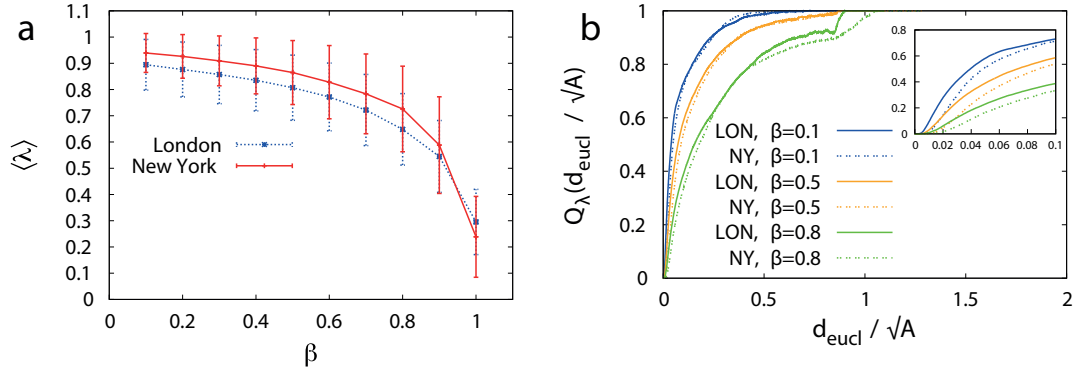 a
⟨λ⟩
1
0.9
0.8
0.7
0.6
0.5
0.4
0.3
0.2
0.1
0
London
New York
0 0.2 0.4 0.6 0.8 1
β
b
Q_λ(d_eucl / √A)
1
0.8
0.6
0.4
0.2
0
LON, β=0.1
NY, β=0.1
LON, β=0.5
NY, β=0.5
LON, β=0.8
NY, β=0.8
0 0.5 1 1.5 2
d_eucl / √A
0.8
0.6
0.4
0.2
0
0 0.02 0.04 0.06 0.08 0.1